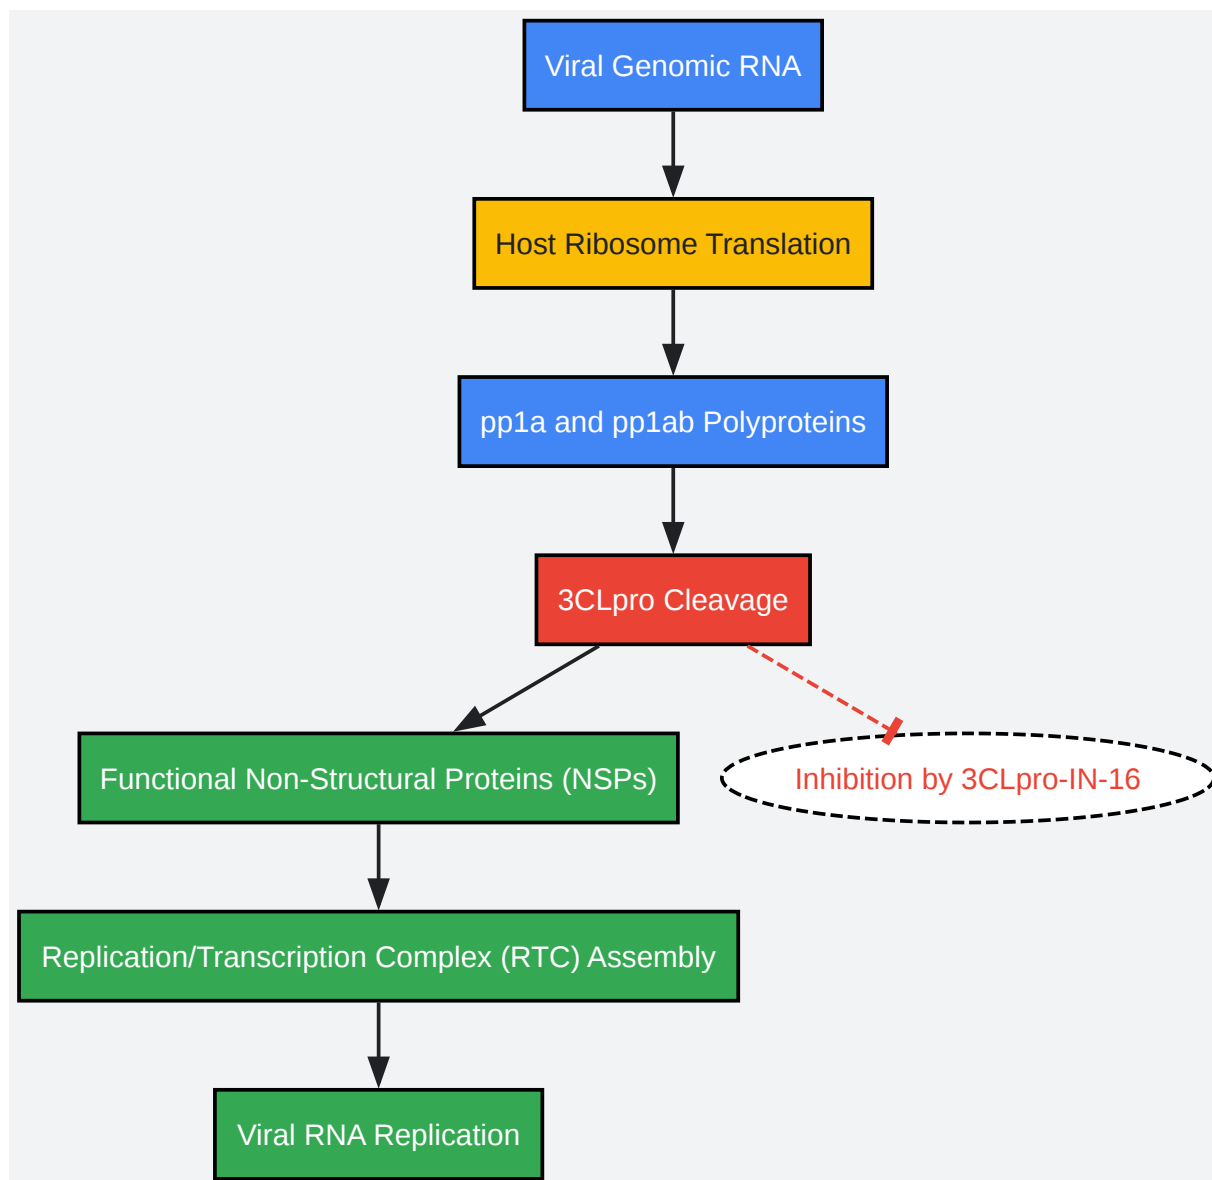 Viral Genomic RNA
Host Ribosome Translation
pp1a and pp1ab Polyproteins
3CLpro Cleavage
Functional Non-Structural Proteins (NSPs)
Inhibition by 3CLpro-IN-16
Replication/Transcription Complex (RTC) Assembly
Viral RNA Replication